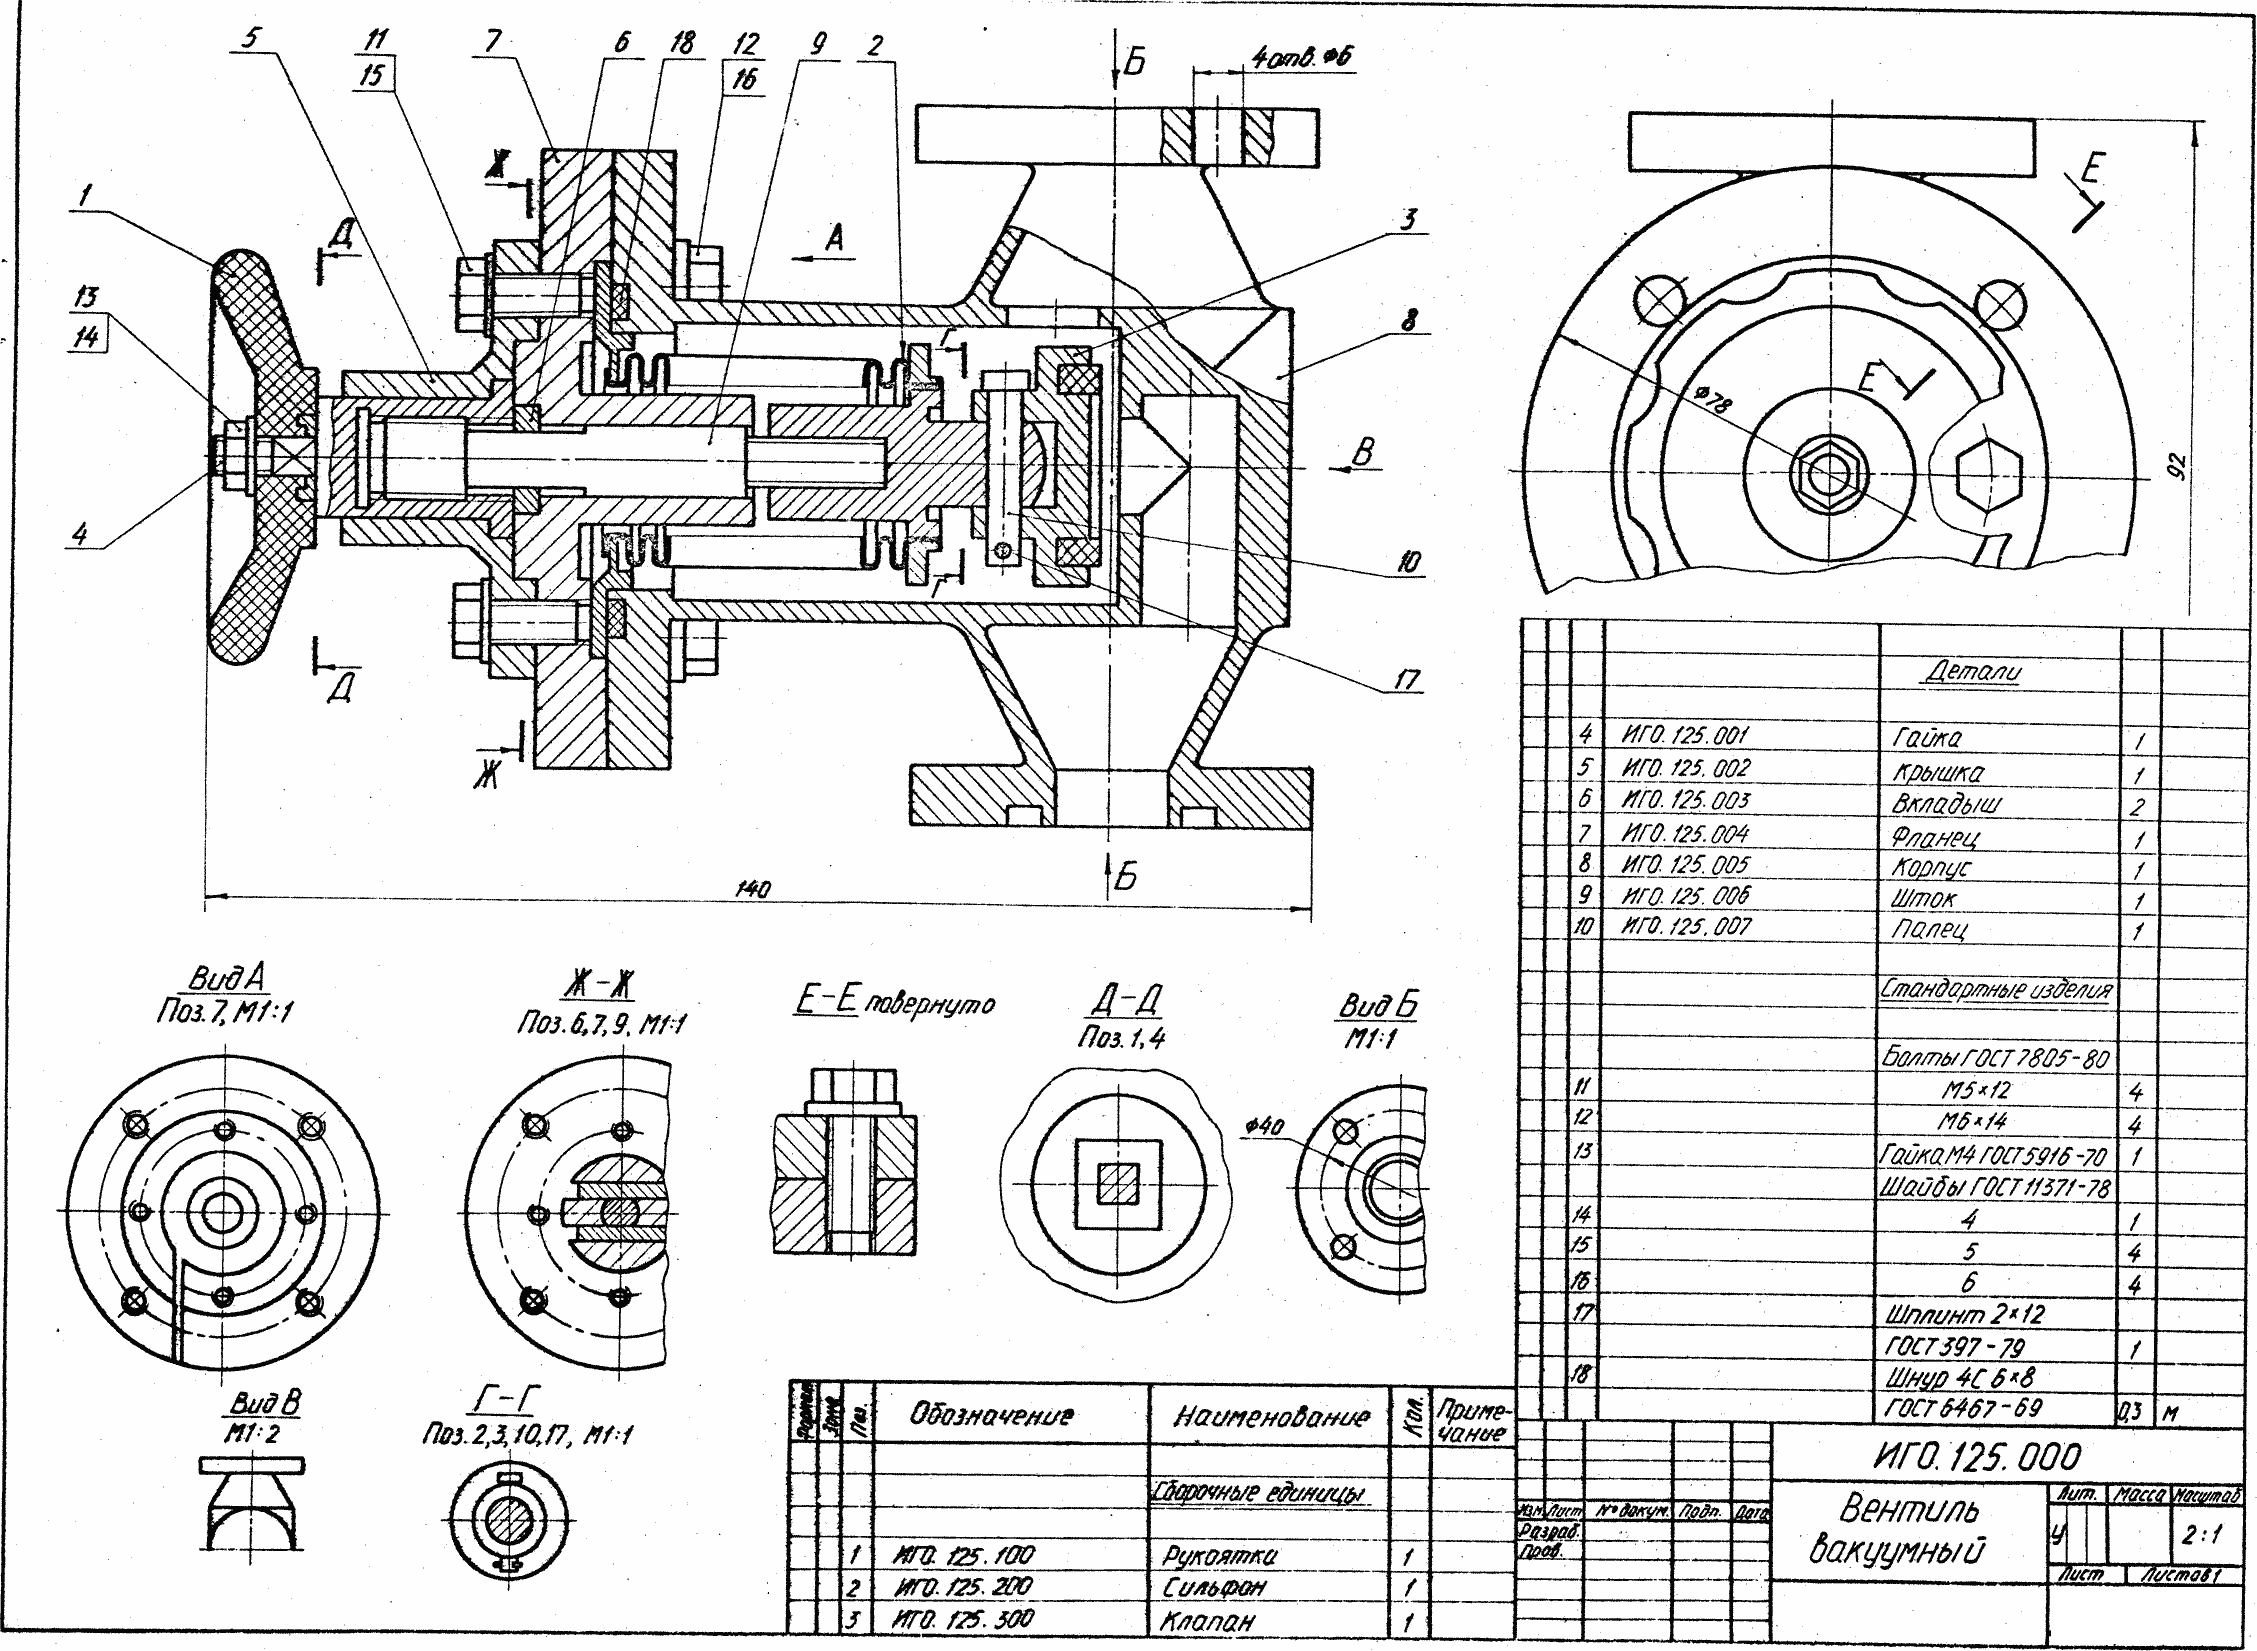 5
11
15
7
6
18
12
16
9
2
Б
4 отв. Ф6
Ж
Е
1
Д
А
3
13
14
Г
8
Е
Ф78
В
92
4
Г
10
17
Д
Ж
Б
140
Детали
4 ИГО.125.001 Гайка 1
5 ИГО.125.002 Крышка 1
6 ИГО.125.003 Вкладыш 2
7 ИГО.125.004 Фланец 1
8 ИГО.125.005 Корпус 1
9 ИГО.125.006 Шток 1
10 ИГО.125.007 Палец 1
Стандартные изделия
Болты ГОСТ 7805-80
11 М5×12 4
12 М6×14 4
13 Гайка М4 ГОСТ 5916-70 1
Шайбы ГОСТ 11371-78
14 4 1
15 5 4
16 6 4
17 Шплинт 2×12
ГОСТ 397-79 1
18 Шнур 4С 6×8
ГОСТ 6467-69 0,3 м
Вид А
Поз. 7, М1:1
Ж-Ж
Поз. 6,7,9, М1:1
Е-Е повернуто
Д-Д
Поз. 1,4
Вид Б
М1:1
Ф40
Вид В
М1:2
Г-Г
Поз. 2,3,10,17, М1:1
Формат Зона Поз. Обозначение Наименование Кол. Приме-
чание
Сборочные единицы
1 ИГО.125.100 Рукоятка 1
2 ИГО.125.200 Сильфон 1
3 ИГО.125.300 Клапан 1
ИГО.125.000
Изм. Лист № докум. Подп. Дата
Разраб.
Пров.
Вентиль
вакуумный
Лит. Масса Масштаб
У 2:1
Лист Листов 1